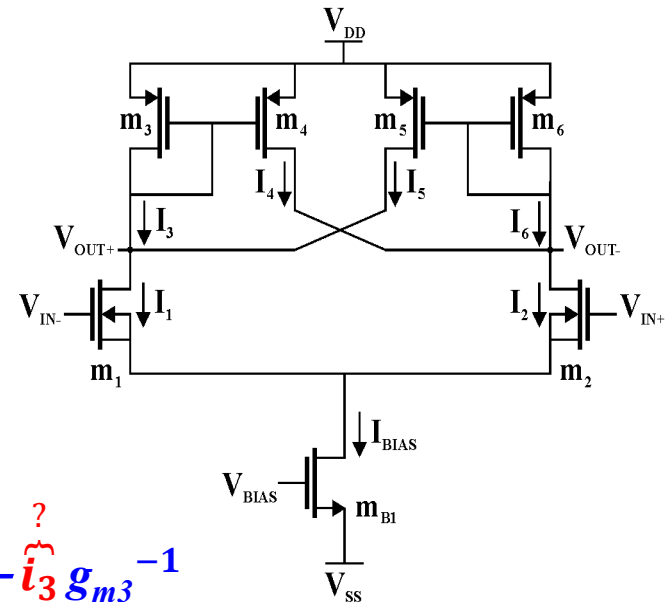 V_DD
m_3 m_4 m_5 m_6
I_4 I_5
I_3 I_6
V_OUT+ V_OUT-
V_IN- I_1 I_2 V_IN+
m_1 m_2
I_BIAS
V_BIAS m_B1
?
-i_3 g_m3^-1
V_SS